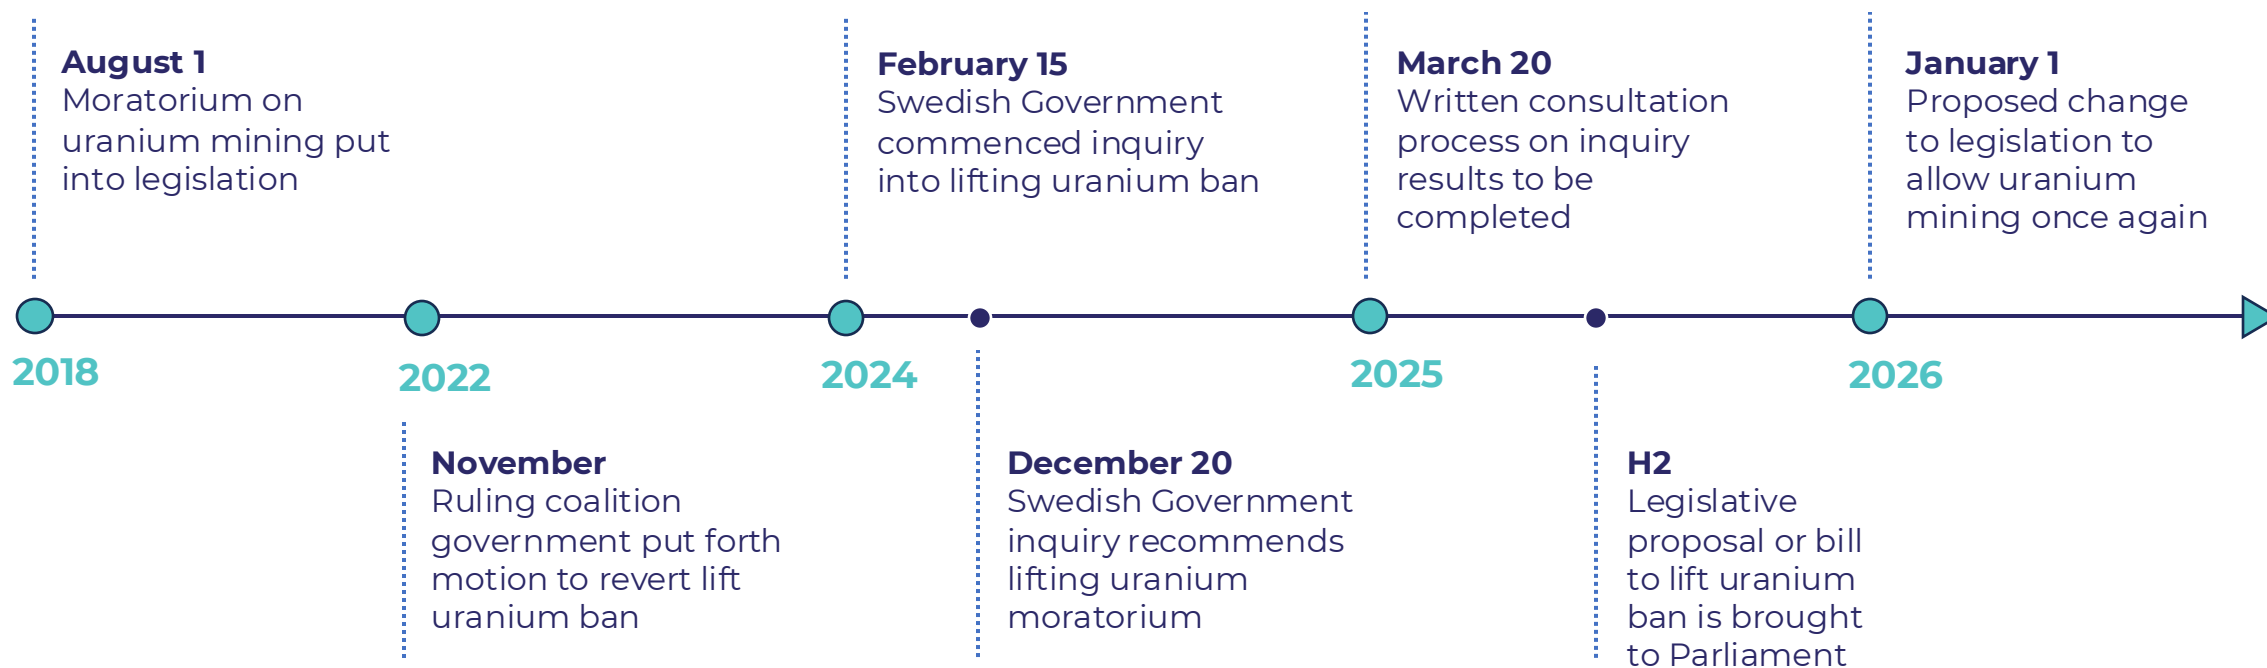 August 1
Moratorium on
uranium mining put
into legislation
February 15
Swedish Government
commenced inquiry
into lifting uranium ban
March 20
Written consultation
process on inquiry
results to be
completed
January 1
Proposed change
to legislation to
allow uranium
mining once again
2018
2022
2024
2025
2026
November
Ruling coalition
government put forth
motion to revert lift
uranium ban
December 20
Swedish Government
inquiry recommends
lifting uranium
moratorium
H2
Legislative
proposal or bill
to lift uranium
ban is brought
to Parliament